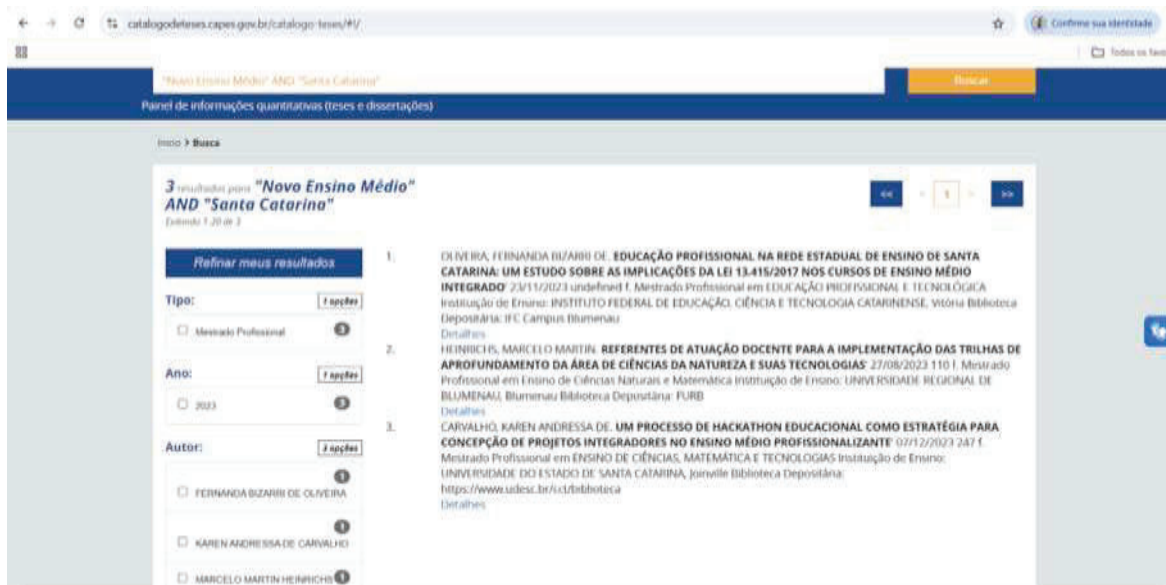 catalogodeteses.capes.gov.br/catalogo-teses/#!/
Confirme sua identidade
Todos os favo
"Novo Ensino Médio" AND "Santa Catarina"
Buscar
Painel de informações quantitativas (teses e dissertações)
Início > Busca
3 resultados para "Novo Ensino Médio"
AND "Santa Catarina"
Exibindo 1-20 de 3
<< < 1 > >>
Refinar meus resultados
Tipo: 1 opções
Mestrado Profissional 3
Ano: 1 opções
2023 3
Autor: 3 opções
1
FERNANDA BIZARRI DE OLIVEIRA
1
KAREN ANDRESSA DE CARVALHO
MARCELO MARTIN HEINRICHS 1
1. OLIVEIRA, FERNANDA BIZARRI DE. EDUCAÇÃO PROFISSIONAL NA REDE ESTADUAL DE ENSINO DE SANTA
CATARINA: UM ESTUDO SOBRE AS IMPLICAÇÕES DA LEI 13.415/2017 NOS CURSOS DE ENSINO MÉDIO
INTEGRADO' 23/11/2023 undefined f. Mestrado Profissional em EDUCAÇÃO PROFISSIONAL E TECNOLÓGICA
Instituição de Ensino: INSTITUTO FEDERAL DE EDUCAÇÃO, CIÊNCIA E TECNOLOGIA CATARINENSE, Vitória Biblioteca
Depositária: IFC Campus Blumenau
Detalhes
2. HEINRICHS, MARCELO MARTIN. REFERENTES DE ATUAÇÃO DOCENTE PARA A IMPLEMENTAÇÃO DAS TRILHAS DE
APROFUNDAMENTO DA ÁREA DE CIÊNCIAS DA NATUREZA E SUAS TECNOLOGIAS' 27/08/2023 110 f. Mestrado
Profissional em Ensino de Ciências Naturais e Matemática Instituição de Ensino: UNIVERSIDADE REGIONAL DE
BLUMENAU, Blumenau Biblioteca Depositária: FURB
Detalhes
3. CARVALHO, KAREN ANDRESSA DE. UM PROCESSO DE HACKATHON EDUCACIONAL COMO ESTRATÉGIA PARA
CONCEPÇÃO DE PROJETOS INTEGRADORES NO ENSINO MÉDIO PROFISSIONALIZANTE' 07/12/2023 247 f.
Mestrado Profissional em ENSINO DE CIÊNCIAS, MATEMÁTICA E TECNOLOGIAS Instituição de Ensino:
UNIVERSIDADE DO ESTADO DE SANTA CATARINA, Joinville Biblioteca Depositária:
https://www.udesc.br/cct/biblioteca
Detalhes